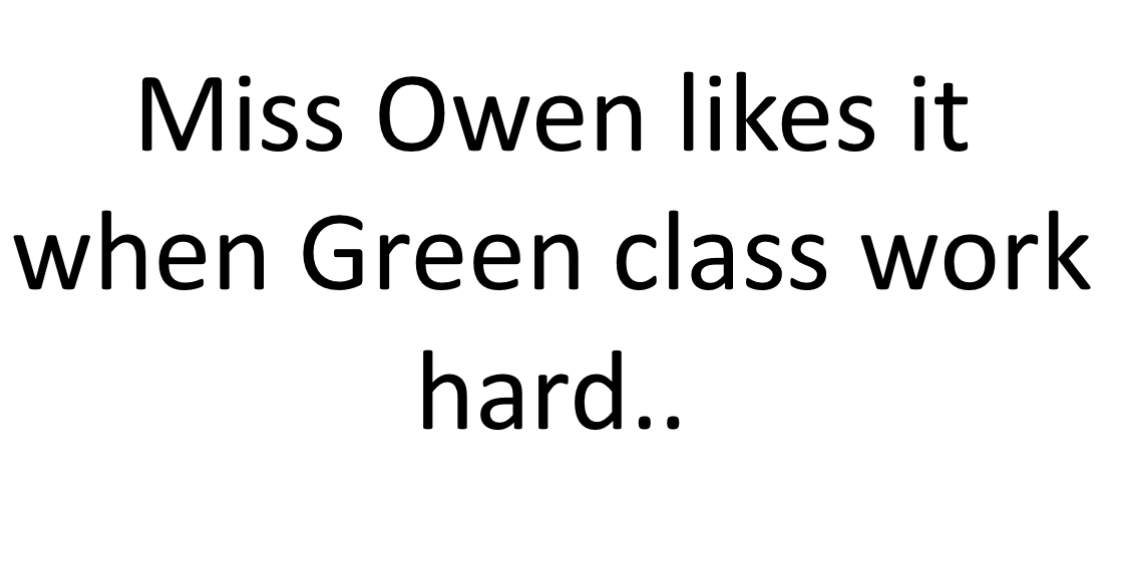 Miss Owen likes it
when Green class work
hard..